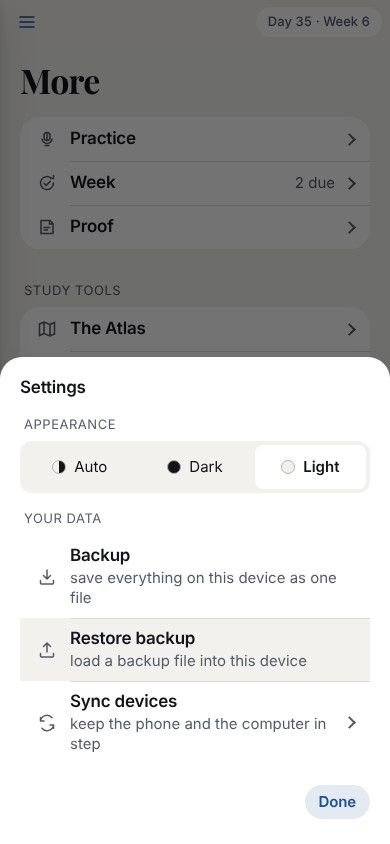 Day 35 · Week 6
More
Practice
Week 2 due
Proof
STUDY TOOLS
The Atlas
Settings
APPEARANCE
Auto Dark Light
YOUR DATA
Backup
save everything on this device as one
file
Restore backup
load a backup file into this device
Sync devices
keep the phone and the computer in
step
Done